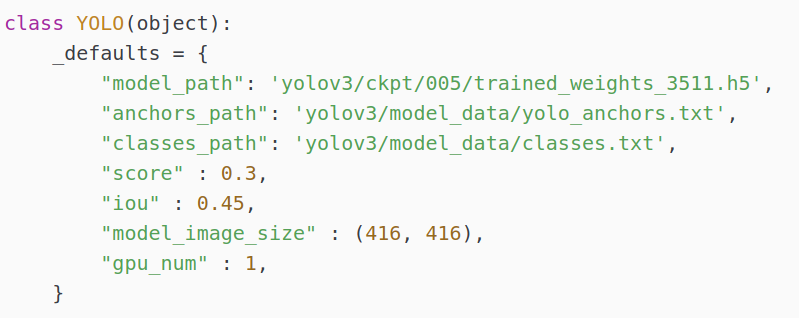 class YOLO(object):
    _defaults = {
        "model_path": 'yolov3/ckpt/005/trained_weights_3511.h5',
        "anchors_path": 'yolov3/model_data/yolo_anchors.txt',
        "classes_path": 'yolov3/model_data/classes.txt',
        "score" : 0.3,
        "iou" : 0.45,
        "model_image_size" : (416, 416),
        "gpu_num" : 1,
    }